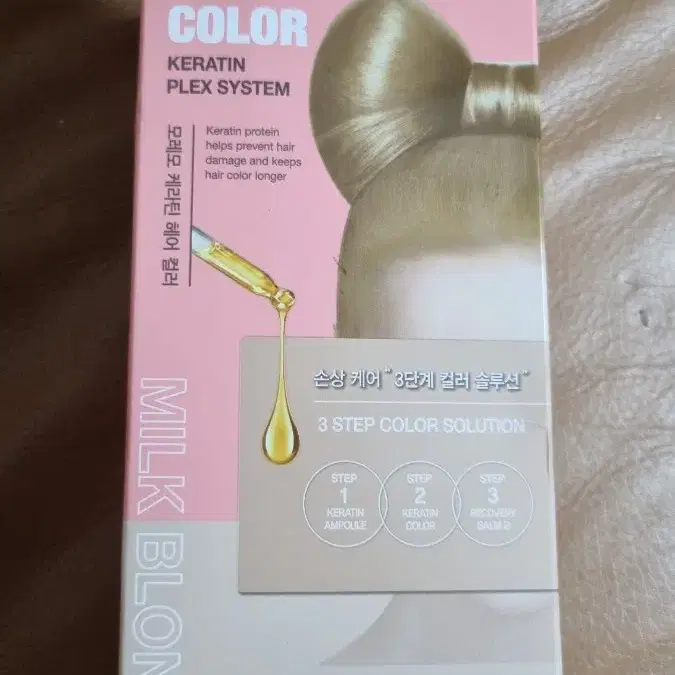 COLOR
KERATIN
PLEX SYSTEM
모레모 케라틴 헤어 컬러
Keratin protein
helps prevent hair
damage and keeps
hair color longer
손상 케어 “3단계 컬러 솔루션”
3 STEP COLOR SOLUTION
STEP
1
KERATIN
AMPOULE
STEP
2
KERATIN
COLOR
STEP
3
RECOVERY
BALM B
MILK BLON